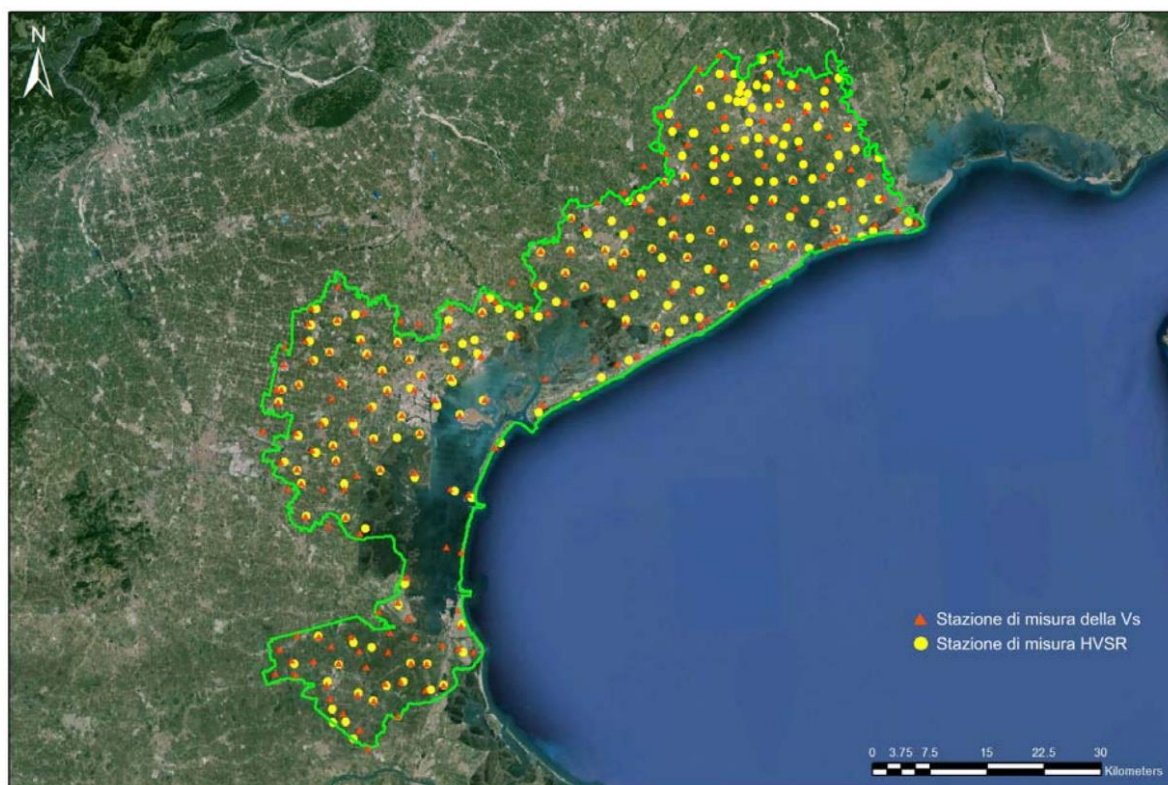 N
Stazione di misura della Vs
Stazione di misura HVSR
0 3.75 7.5 15 22.5 30
Kilometers